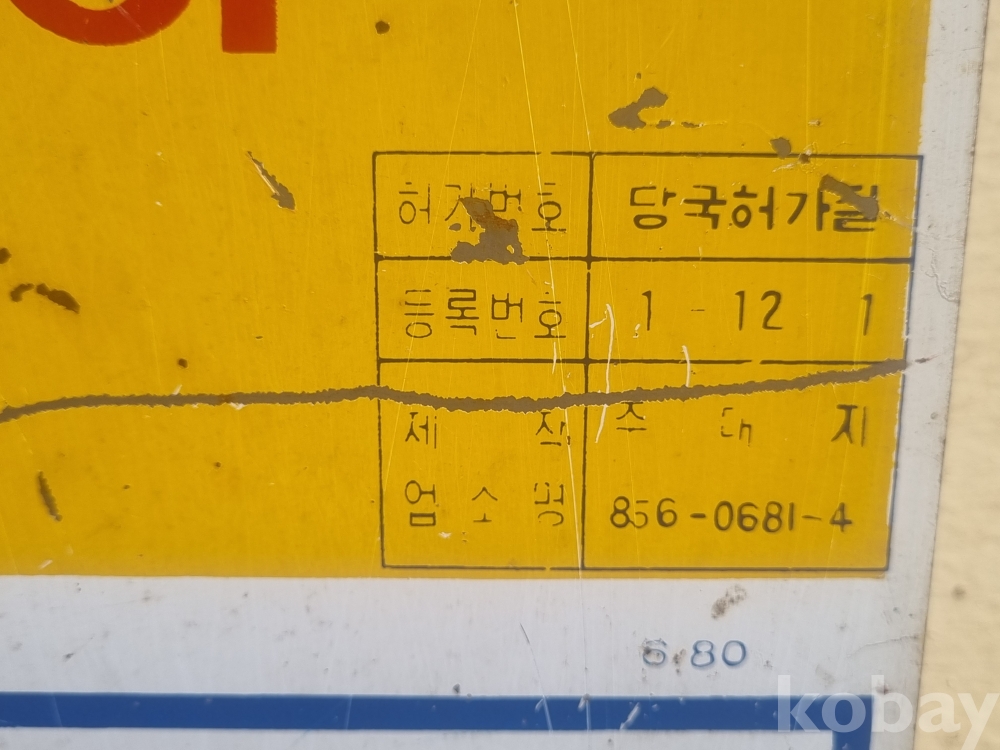 허가번호 당국허가필
등록번호 1-12 1
제 작 주 대 지
업 소 명 856-0681-4
6.80
kobay